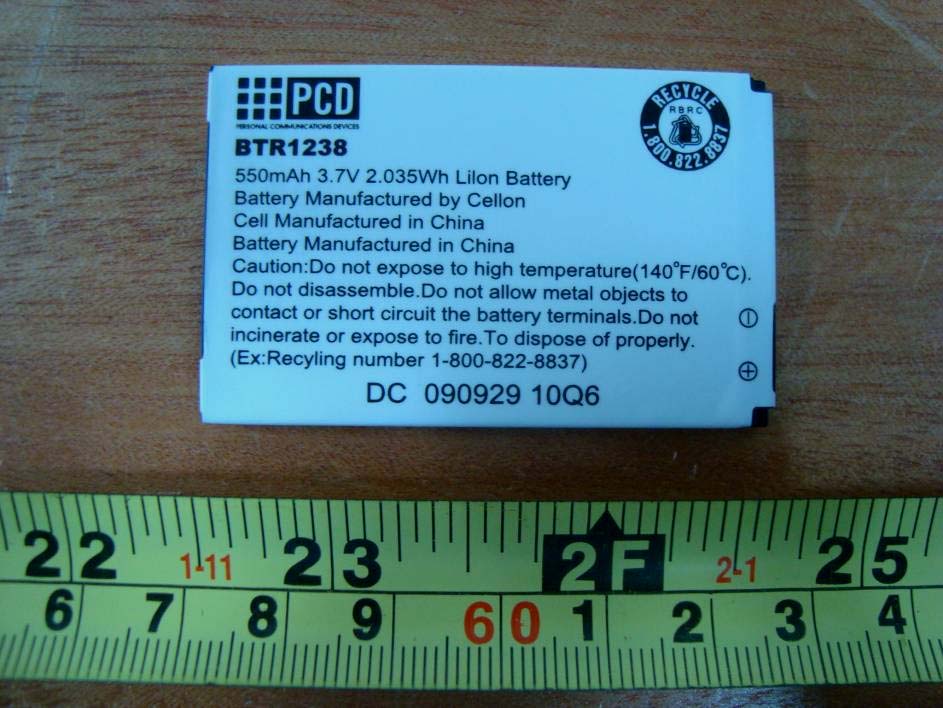 PCD
PERSONAL COMMUNICATIONS DEVICES
RECYCLE
RBRC
1.800.822.8837
BTR1238
550mAh 3.7V 2.035Wh LiIon Battery
Battery Manufactured by Cellon
Cell Manufactured in China
Battery Manufactured in China
Caution:Do not expose to high temperature(140°F/60°C).
Do not disassemble.Do not allow metal objects to
contact or short circuit the battery terminals.Do not
incinerate or expose to fire.To dispose of properly.
(Ex:Recyling number 1-800-822-8837)
DC 090929 10Q6
22 1-11 23 2F 2-1 25
6 7 8 9 60 1 2 3 4